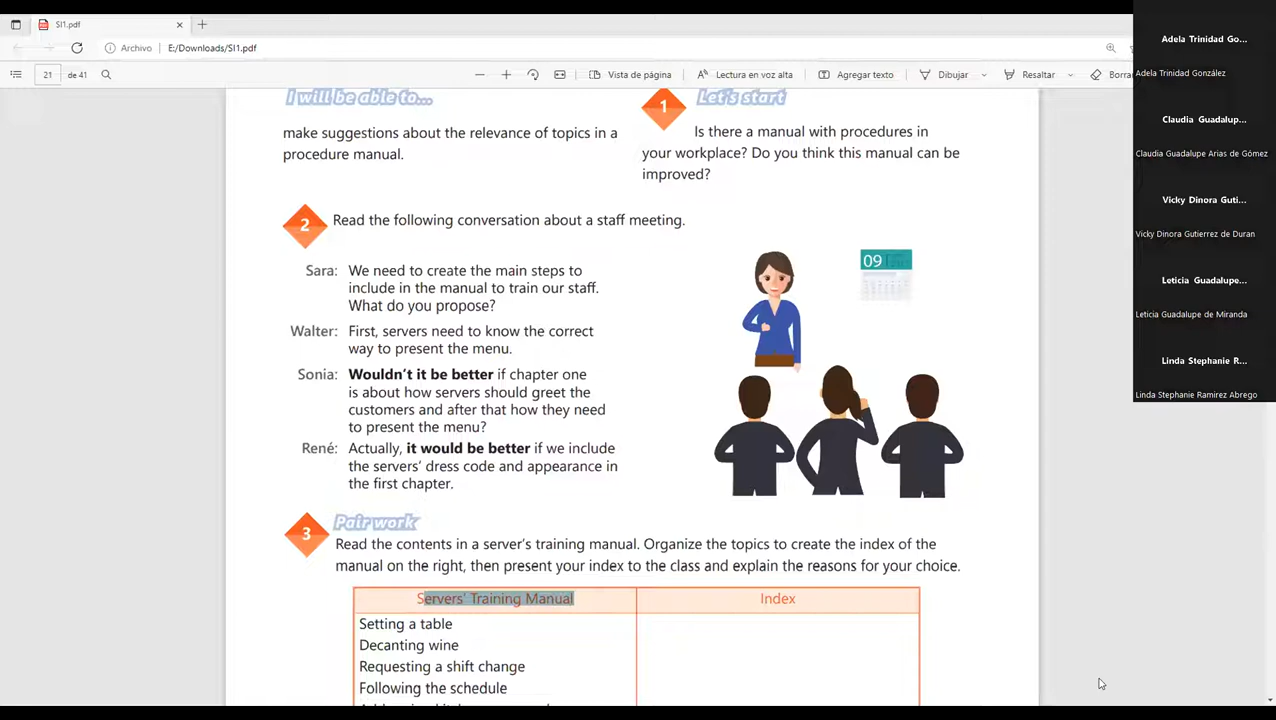 SI1.pdf
Archivo
E:/Downloads/SI1.pdf
21
de 41
Vista de página
Lectura en voz alta
Agregar texto
Dibujar
Resaltar
Borrar
I will be able to...
make suggestions about the relevance of topics in a
procedure manual.
1
Let's start
Is there a manual with procedures in
your workplace? Do you think this manual can be
improved?
2
Read the following conversation about a staff meeting.
Sara: We need to create the main steps to
include in the manual to train our staff.
What do you propose?
Walter: First, servers need to know the correct
way to present the menu.
Sonia: Wouldn't it be better if chapter one
is about how servers should greet the
customers and after that how they need
to present the menu?
René: Actually, it would be better if we include
the servers' dress code and appearance in
the first chapter.
09
3
Pair work
Read the contents in a server's training manual. Organize the topics to create the index of the
manual on the right, then present your index to the class and explain the reasons for your choice.
Servers' Training Manual
Index
Setting a table
Decanting wine
Requesting a shift change
Following the schedule
Adela Trinidad Go...
Adela Trinidad González
Claudia Guadalup...
Claudia Guadalupe Arias de Gómez
Vicky Dinora Guti...
Vicky Dinora Gutierrez de Duran
Leticia Guadalupe...
Leticia Guadalupe de Miranda
Linda Stephanie R...
Linda Stephanie Ramirez Abrego